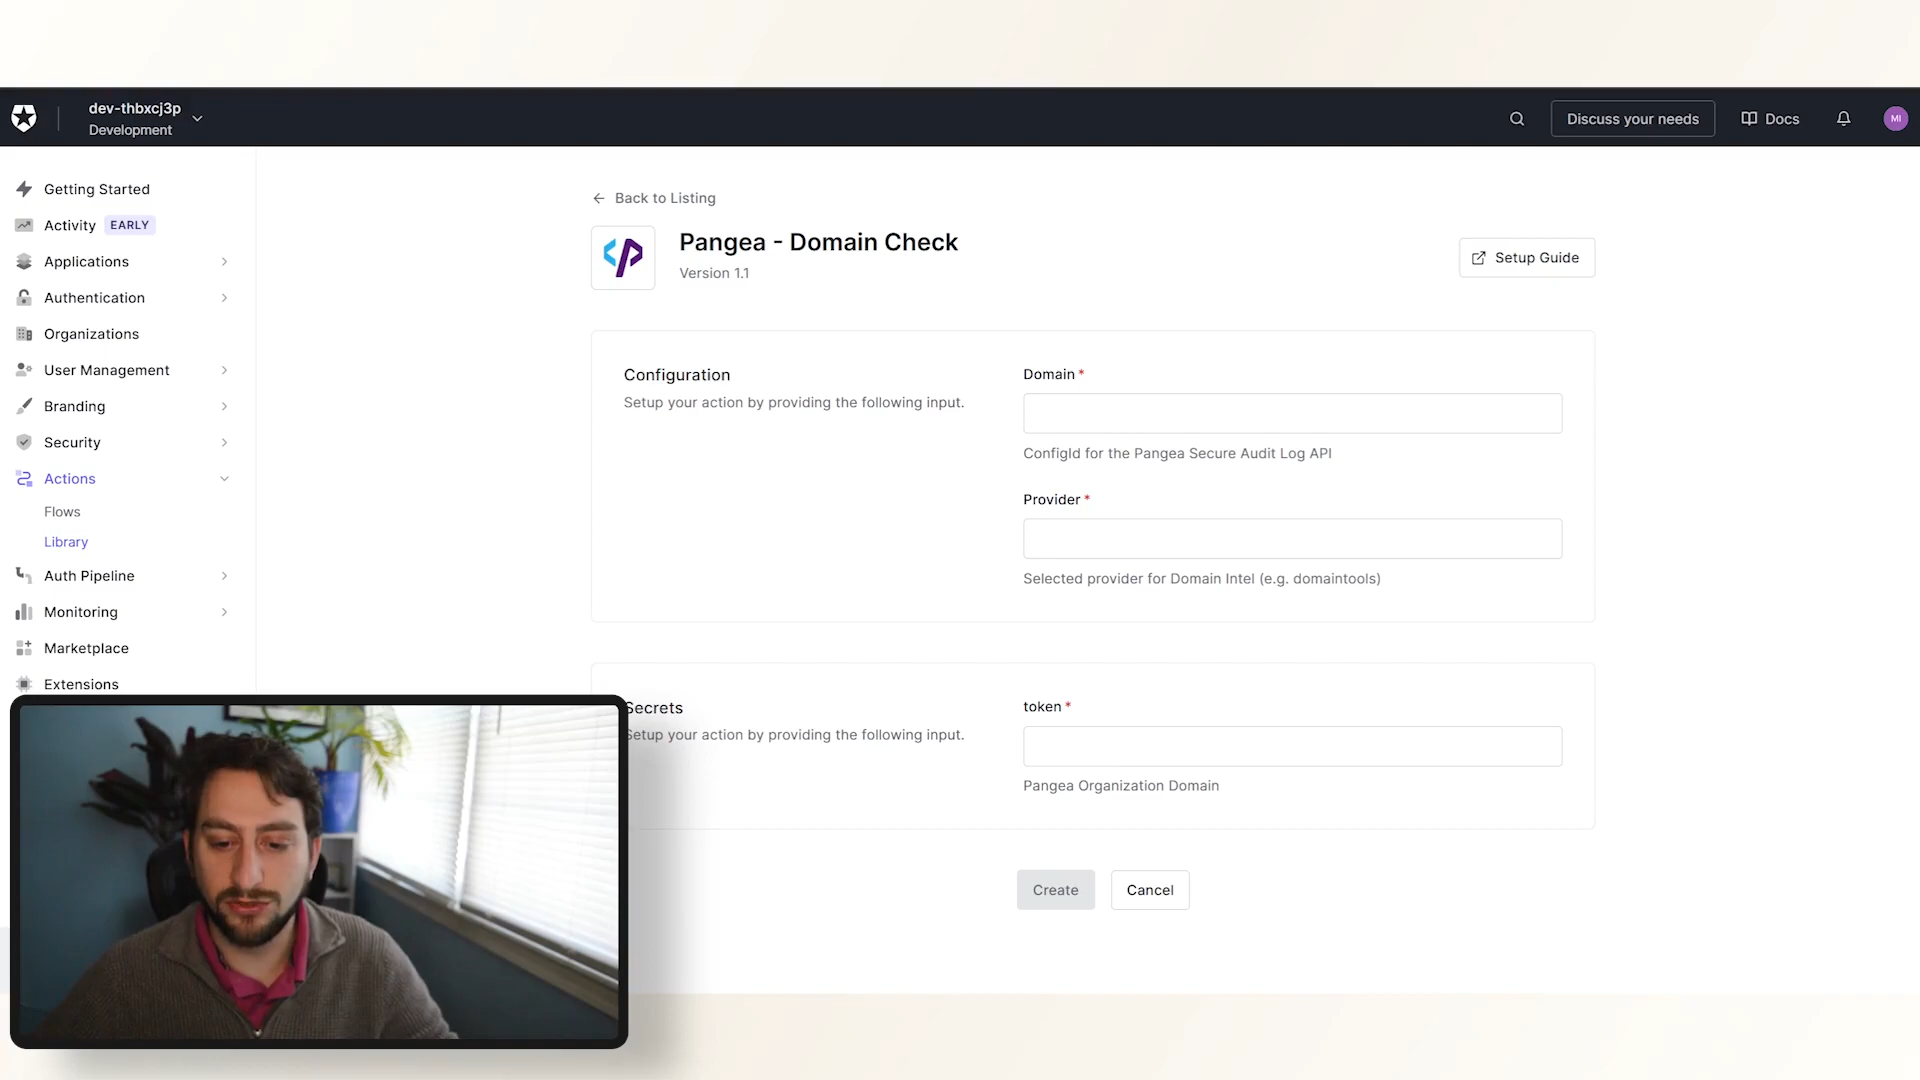 dev-thbxcj3p
Development
Discuss your needs
Docs
MI
Getting Started
Activity EARLY
Applications
Authentication
Organizations
User Management
Branding
Security
Actions
Flows
Library
Auth Pipeline
Monitoring
Marketplace
Extensions
Back to Listing
Pangea - Domain Check
Version 1.1
Setup Guide
Configuration
Setup your action by providing the following input.
Domain *
ConfigId for the Pangea Secure Audit Log API
Provider *
Selected provider for Domain Intel (e.g. domaintools)
Secrets
Setup your action by providing the following input.
token *
Pangea Organization Domain
Create
Cancel